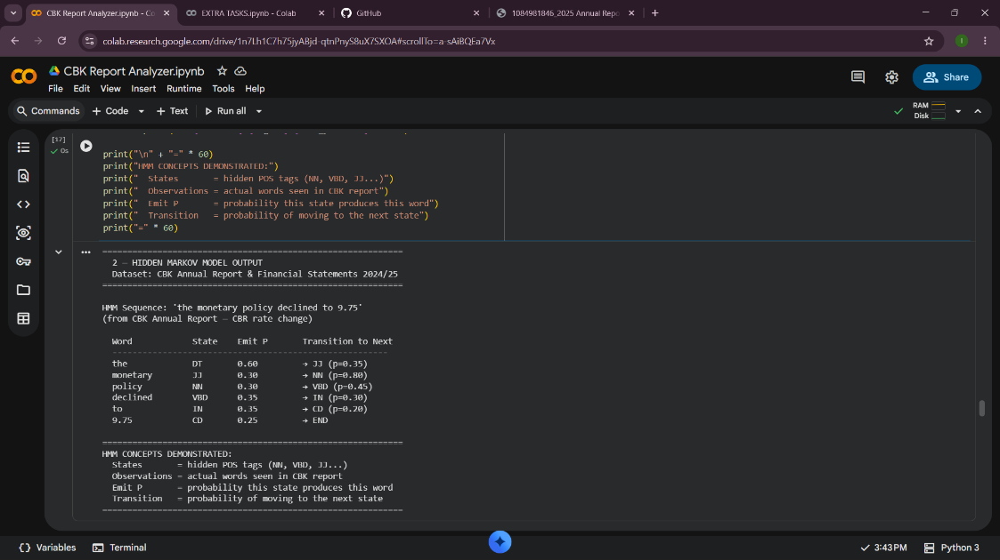 CBK Report Analyzer.ipynb - Co
EXTRA TASKS.ipynb - Colab
GitHub
1084981846_2025 Annual Repo
colab.research.google.com/drive/1n7Lh1C7h75jyABjd-qtnPnyS8uX7SXOA#scrollTo=a-sAiBQEa7Vx
I
CBK Report Analyzer.ipynb
File Edit View Insert Runtime Tools Help
Share
Commands + Code + Text Run all
RAM
Disk
[17]
0s
print("\n" + "=" * 60)
print("HMM CONCEPTS DEMONSTRATED:")
print("  States       = hidden POS tags (NN, VBD, JJ...)")
print("  Observations = actual words seen in CBK report")
print("  Emit P       = probability this state produces this word")
print("  Transition   = probability of moving to the next state")
print("=" * 60)
============================================================
2 — HIDDEN MARKOV MODEL OUTPUT
Dataset: CBK Annual Report & Financial Statements 2024/25
============================================================
HMM Sequence: 'the monetary policy declined to 9.75'
(from CBK Annual Report — CBR rate change)
Word State Emit P Transition to Next
-------------------------------------------------------
the DT 0.60 → JJ (p=0.35)
monetary JJ 0.30 → NN (p=0.80)
policy NN 0.30 → VBD (p=0.45)
declined VBD 0.35 → IN (p=0.30)
to IN 0.35 → CD (p=0.20)
9.75 CD 0.25 → END
============================================================
HMM CONCEPTS DEMONSTRATED:
States       = hidden POS tags (NN, VBD, JJ...)
Observations = actual words seen in CBK report
Emit P       = probability this state produces this word
Transition   = probability of moving to the next state
============================================================
Variables Terminal
3:43 PM Python 3